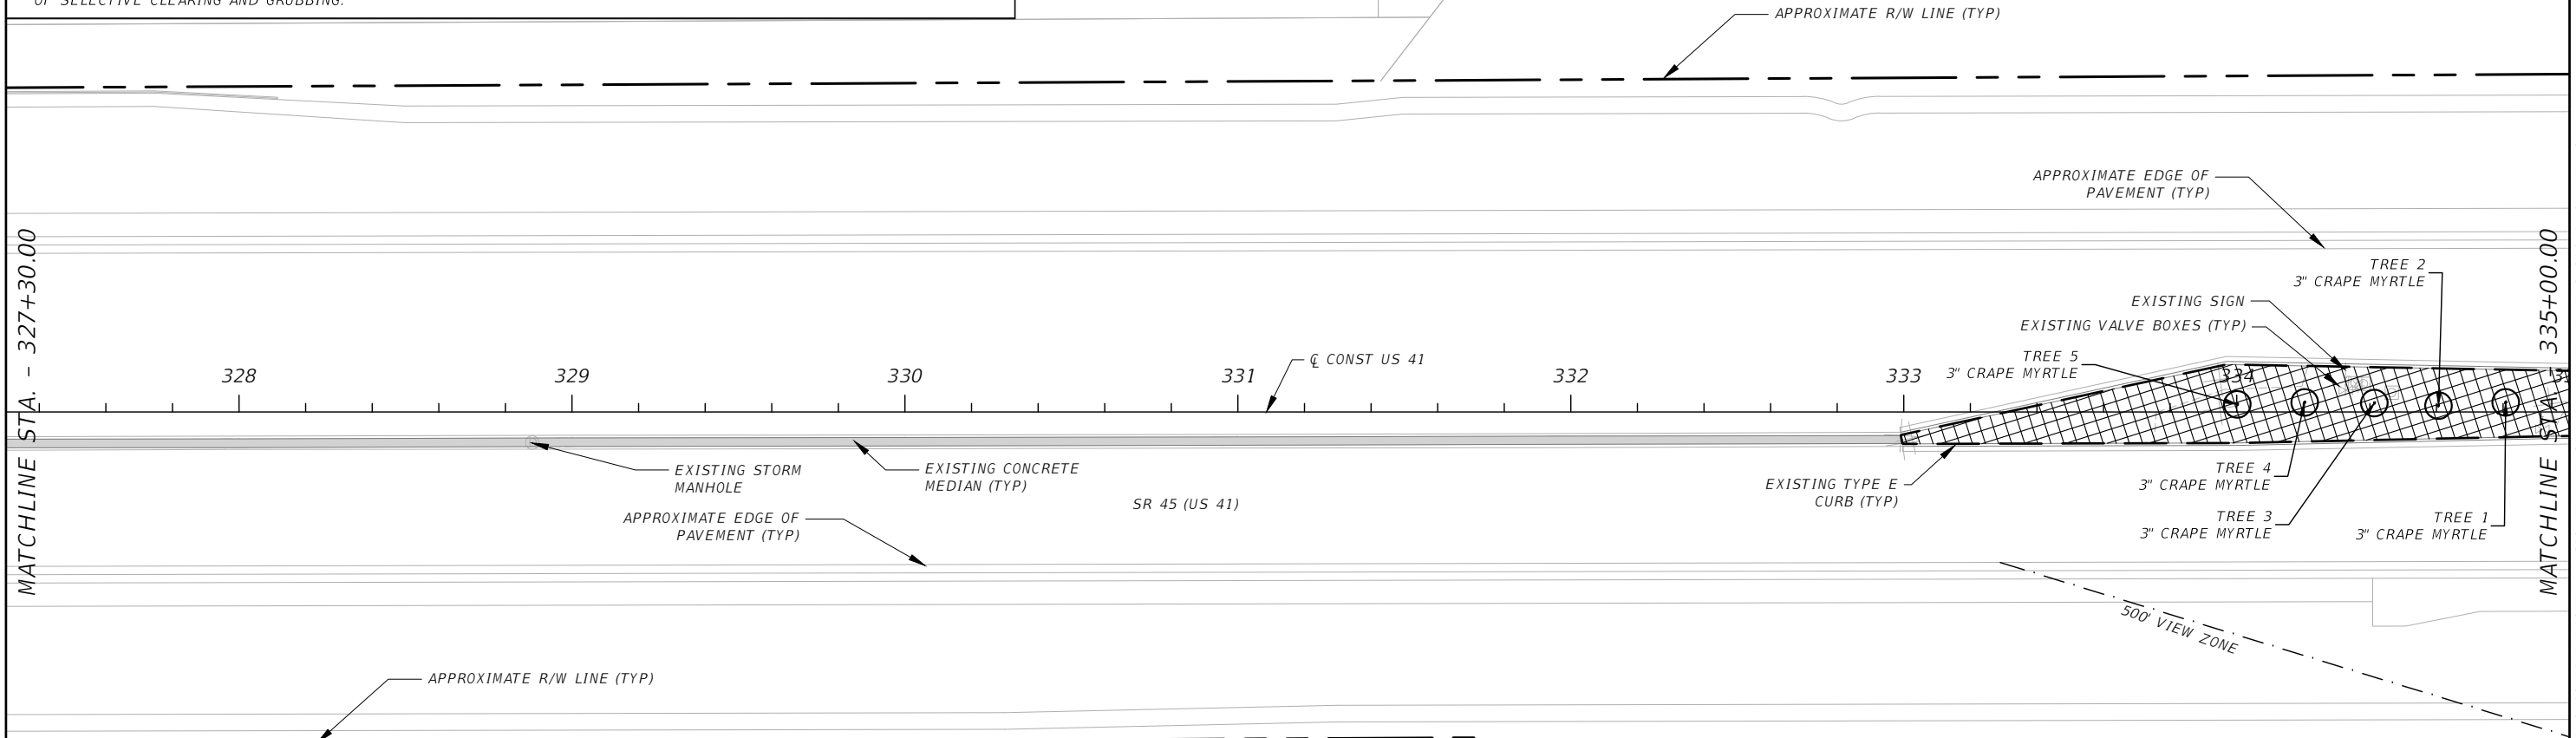 OF SELECTIVE CLEARING AND GRUBBING.
APPROXIMATE R/W LINE (TYP)
APPROXIMATE EDGE OF
PAVEMENT (TYP)
MATCHLINE STA. - 327+30.00
MATCHLINE STA. - 335+00.00
TREE 2
3" CRAPE MYRTLE
EXISTING SIGN
EXISTING VALVE BOXES (TYP)
TREE 5
3" CRAPE MYRTLE
℄ CONST US 41
328
329
330
331
332
333
334
EXISTING STORM
MANHOLE
EXISTING CONCRETE
MEDIAN (TYP)
SR 45 (US 41)
EXISTING TYPE E
CURB (TYP)
TREE 4
3" CRAPE MYRTLE
TREE 3
3" CRAPE MYRTLE
TREE 1
3" CRAPE MYRTLE
APPROXIMATE EDGE OF
PAVEMENT (TYP)
500' VIEW ZONE
APPROXIMATE R/W LINE (TYP)